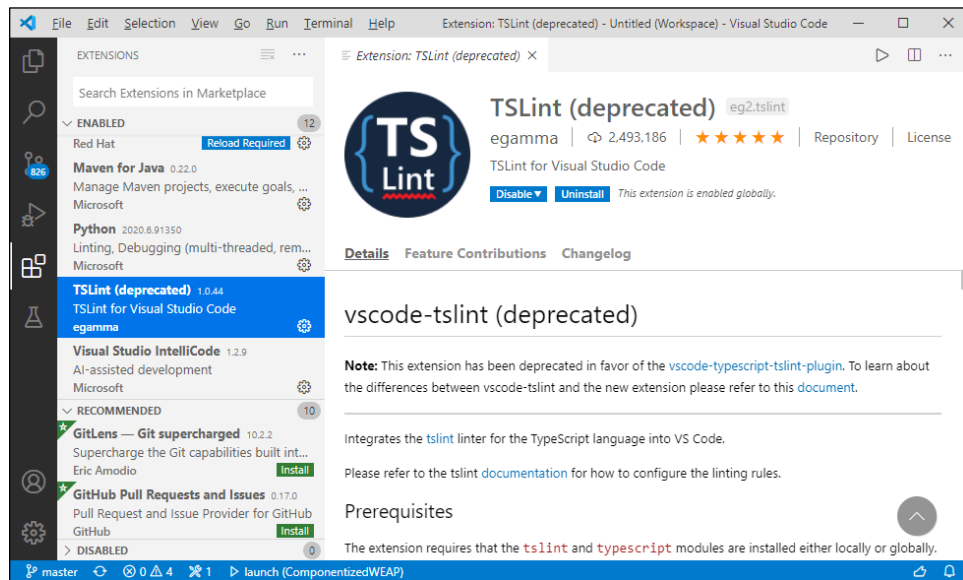 File Edit Selection View Go Run Terminal Help Extension: TSLint (deprecated) - Untitled (Workspace) - Visual Studio Code
EXTENSIONS
Search Extensions in Marketplace
ENABLED 12
Red Hat Reload Required
Maven for Java 0.22.0
Manage Maven projects, execute goals, ...
Microsoft
Python 2020.6.91350
Linting, Debugging (multi-threaded, rem...
Microsoft
TSLint (deprecated) 1.0.44
TSLint for Visual Studio Code
egamma
Visual Studio IntelliCode 1.2.9
AI-assisted development
Microsoft
RECOMMENDED 10
GitLens — Git supercharged 10.2.2
Supercharge the Git capabilities built int...
Eric Amodio Install
GitHub Pull Requests and Issues 0.17.0
Pull Request and Issue Provider for GitHub
GitHub Install
DISABLED 0
826
Extension: TSLint (deprecated)
{TS
Lint}
TSLint (deprecated) eg2.tslint
egamma 2,493,186 Repository License
TSLint for Visual Studio Code
Disable Uninstall This extension is enabled globally.
Details Feature Contributions Changelog
vscode-tslint (deprecated)
Note: This extension has been deprecated in favor of the vscode-typescript-tslint-plugin. To learn about
the differences between vscode-tslint and the new extension please refer to this document.
Integrates the tslint linter for the TypeScript language into VS Code.
Please refer to the tslint documentation for how to configure the linting rules.
Prerequisites
The extension requires that the tslint and typescript modules are installed either locally or globally.
master 0 4 1 launch (ComponentizedWEAP)